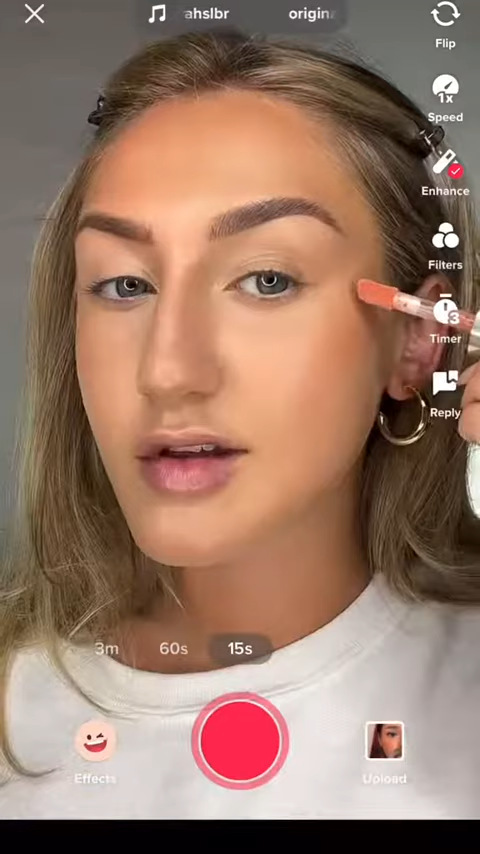 ahslbr origin
Flip
1x
Speed
Enhance
Filters
3
Timer
Reply
3m 60s 15s
Effects
Upload